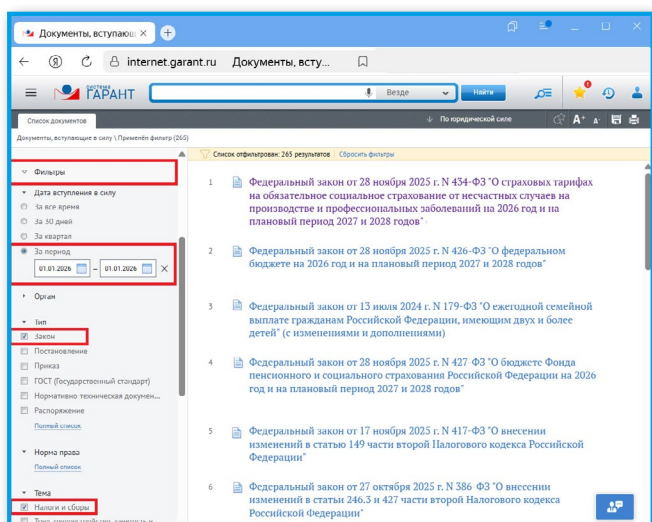 Документы, вступающ
internet.garant.ru Документы, всту...
система
ГАРАНТ
Везде
Найти
Список документов
По юридической силе
Документы, вступающие в силу \ Применён фильтр (265)
Список отфильтрован: 265 результатов Сбросить фильтры
Фильтры
Дата вступления в силу
За все время
За 30 дней
За квартал
За период
01.01.2026 – 01.01.2026
Орган
Тип
Закон
Постановление
Приказ
ГОСТ (Государственный стандарт)
Нормативно техническая докумен...
Распоряжение
Полный список
Норма права
Полный список
Тема
Налоги и сборы
1 Федеральный закон от 28 ноября 2025 г. N 434-ФЗ "О страховых тарифах
на обязательное социальное страхование от несчастных случаев на
производстве и профессиональных заболеваний на 2026 год и на
плановый период 2027 и 2028 годов"
2 Федеральный закон от 28 ноября 2025 г. N 426-ФЗ "О федеральном
бюджете на 2026 год и на плановый период 2027 и 2028 годов"
3 Федеральный закон от 13 июля 2024 г. N 179-ФЗ "О ежегодной семейной
выплате гражданам Российской Федерации, имеющим двух и более
детей" (с изменениями и дополнениями)
4 Федеральный закон от 28 ноября 2025 г. N 427-ФЗ "О бюджете Фонда
пенсионного и социального страхования Российской Федерации на 2026
год и на плановый период 2027 и 2028 годов"
5 Федеральный закон от 17 ноября 2025 г. N 417-ФЗ "О внесении
изменений в статью 149 части второй Налогового кодекса Российской
Федерации"
6 Федеральный закон от 27 октября 2025 г. N 386-ФЗ "О внесении
изменений в статьи 246.3 и 427 части второй Налогового кодекса
Российской Федерации"